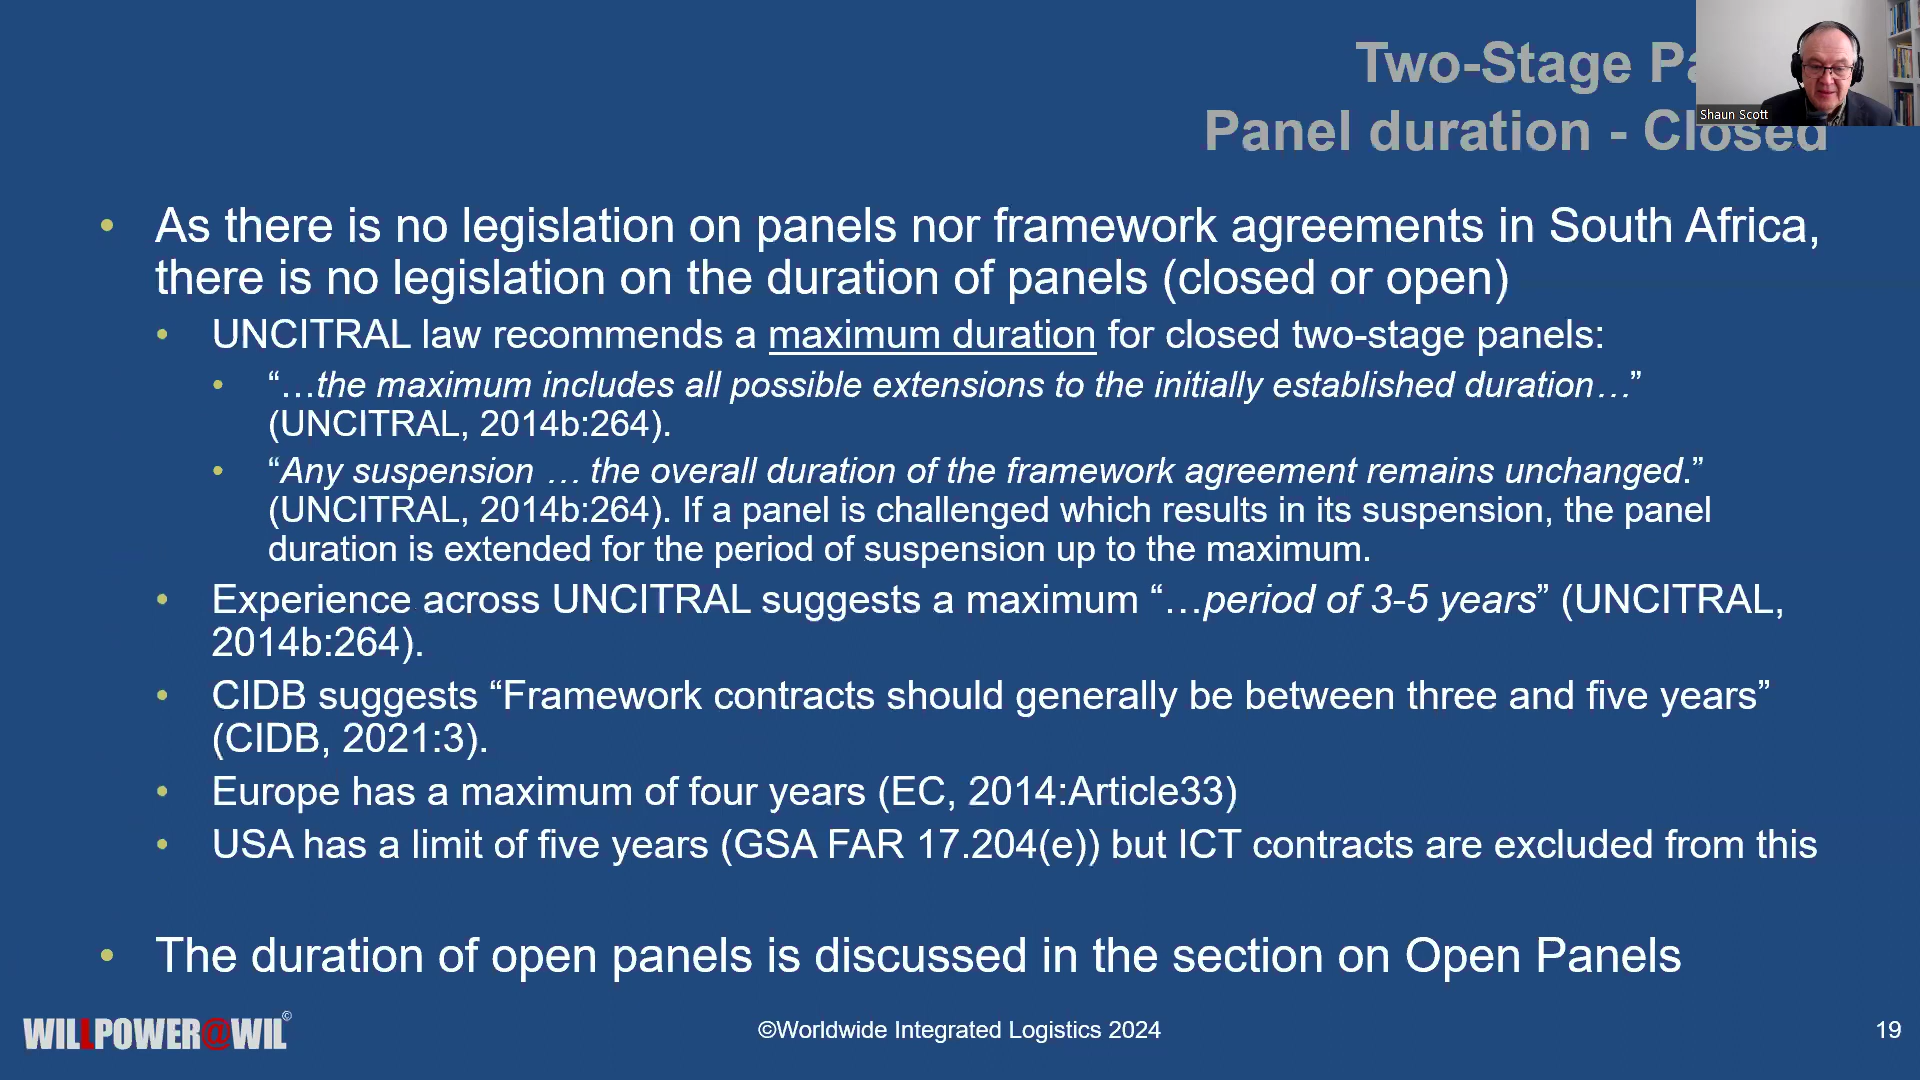 Two-Stage
Shaun Scott
Panel duration - Closed
• As there is no legislation on panels nor framework agreements in South Africa,
there is no legislation on the duration of panels (closed or open)
• UNCITRAL law recommends a maximum duration for closed two-stage panels:
• “…the maximum includes all possible extensions to the initially established duration…”
(UNCITRAL, 2014b:264).
• “Any suspension … the overall duration of the framework agreement remains unchanged.”
(UNCITRAL, 2014b:264). If a panel is challenged which results in its suspension, the panel
duration is extended for the period of suspension up to the maximum.
• Experience across UNCITRAL suggests a maximum “…period of 3-5 years” (UNCITRAL,
2014b:264).
• CIDB suggests “Framework contracts should generally be between three and five years”
(CIDB, 2021:3).
• Europe has a maximum of four years (EC, 2014:Article33)
• USA has a limit of five years (GSA FAR 17.204(e)) but ICT contracts are excluded from this
• The duration of open panels is discussed in the section on Open Panels
WILLPOWER@WIL©
©Worldwide Integrated Logistics 2024
19